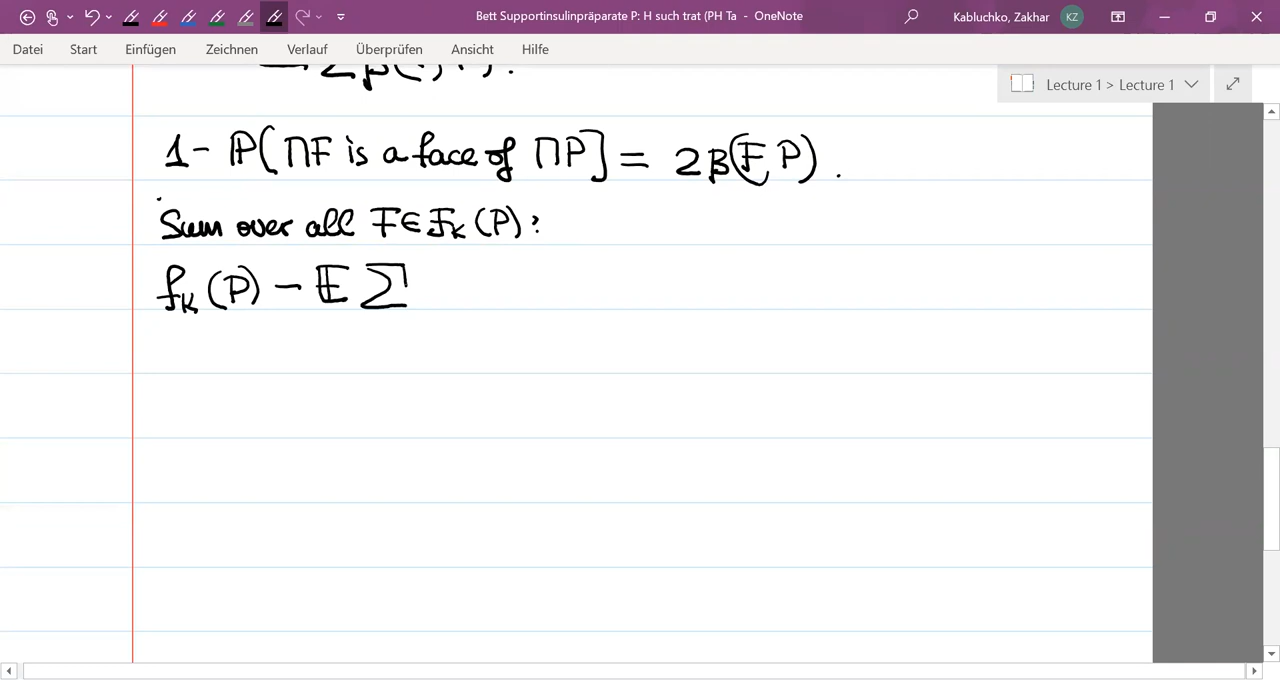 Bett Supportinsulinpräparate P: H such trat (PH Ta - OneNote
Kabluchko, Zakhar KZ
Datei Start Einfügen Zeichnen Verlauf Überprüfen Ansicht Hilfe
Lecture 1 > Lecture 1
1 - ℙ(ΠF is a face of ΠP] = 2β(F, P).
Sum over all F ∈ 𝓕ₖ(P):
fₖ(P) - 𝔼 Σ